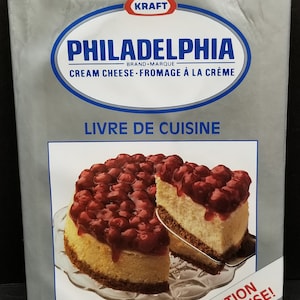 KRAFT
PHILADELPHIA
BRAND • MARQUE
CREAM CHEESE • FROMAGE À LA CRÈME
LIVRE DE CUISINE